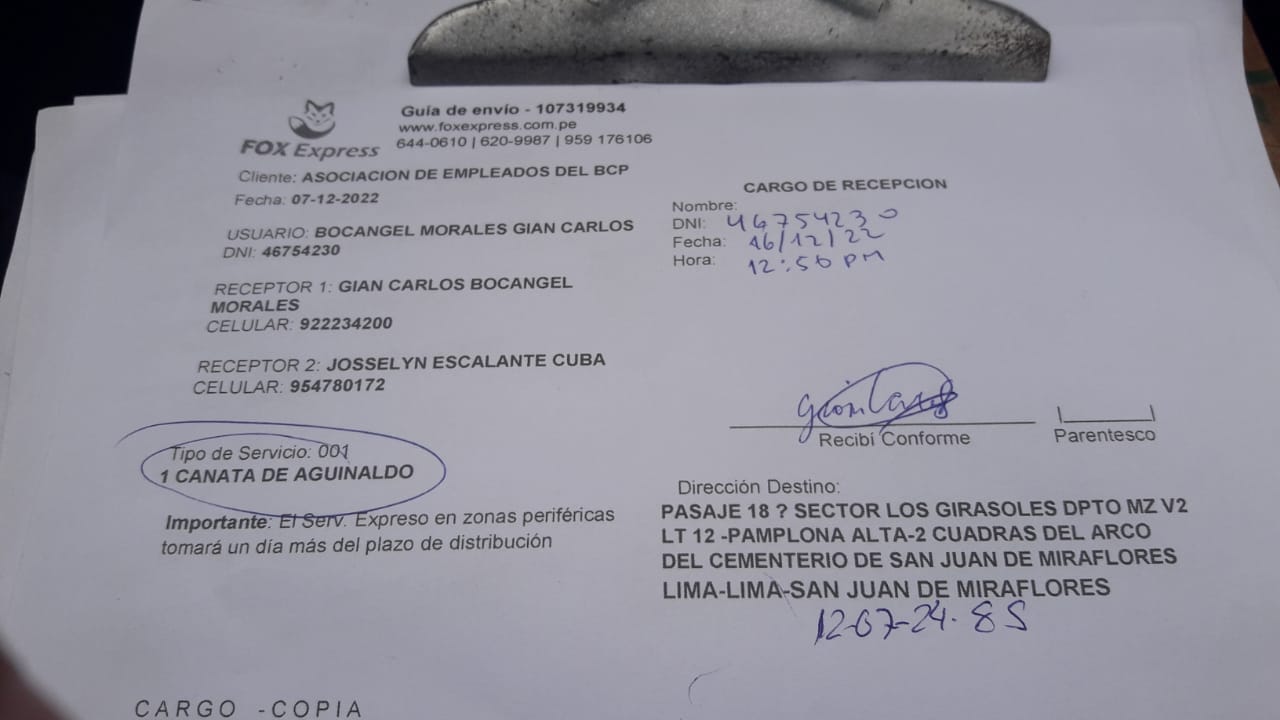 FOX Express
Guía de envío - 107319934
www.foxexpress.com.pe
644-0610 | 620-9987 | 959 176106
Cliente: ASOCIACION DE EMPLEADOS DEL BCP
Fecha: 07-12-2022
USUARIO: BOCANGEL MORALES GIAN CARLOS
DNI: 46754230
RECEPTOR 1: GIAN CARLOS BOCANGEL
MORALES
CELULAR: 922234200
RECEPTOR 2: JOSSELYN ESCALANTE CUBA
CELULAR: 954780172
Tipo de Servicio: 001
1 CANATA DE AGUINALDO
Importante: El Serv. Expreso en zonas periféricas
tomará un día más del plazo de distribución
CARGO DE RECEPCION
Nombre:
DNI: 46754230
Fecha: 16/12/22
Hora: 12:50 PM
Gian Carlos
Recibí Conforme
Parentesco
Dirección Destino:
PASAJE 18 ? SECTOR LOS GIRASOLES DPTO MZ V2
LT 12 -PAMPLONA ALTA-2 CUADRAS DEL ARCO
DEL CEMENTERIO DE SAN JUAN DE MIRAFLORES
LIMA-LIMA-SAN JUAN DE MIRAFLORES
12-07-24. 85
CARGO -COPIA